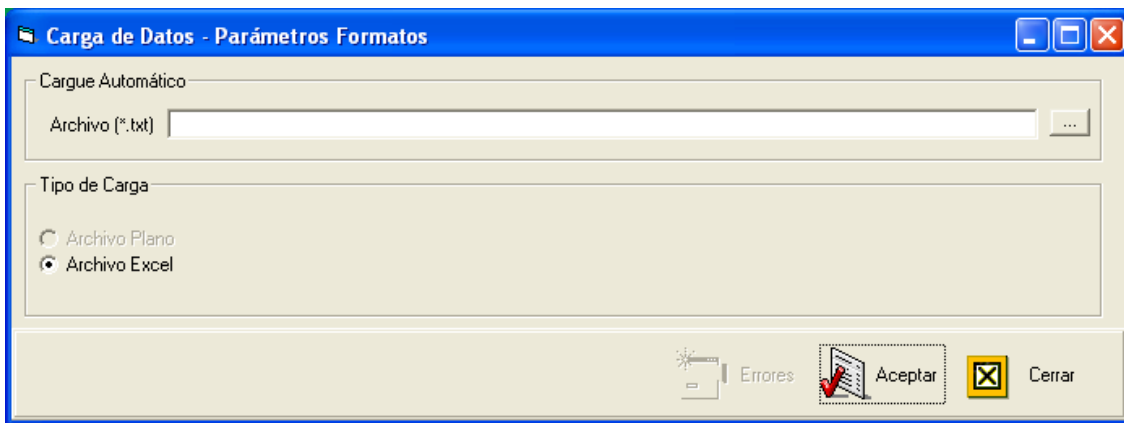 Carga de Datos - Parámetros Formatos
Cargue Automático
Archivo (*.txt) ...
Tipo de Carga
Archivo Plano
Archivo Excel
Errores Aceptar Cerrar